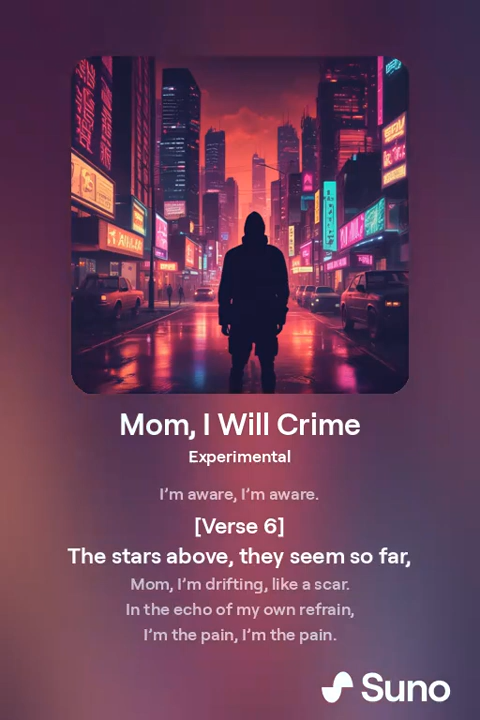 Mom, I Will Crime
Experimental
I'm aware, I'm aware.
[Verse 6]
The stars above, they seem so far,
Mom, I'm drifting, like a scar.
In the echo of my own refrain,
I'm the pain, I'm the pain.
Suno